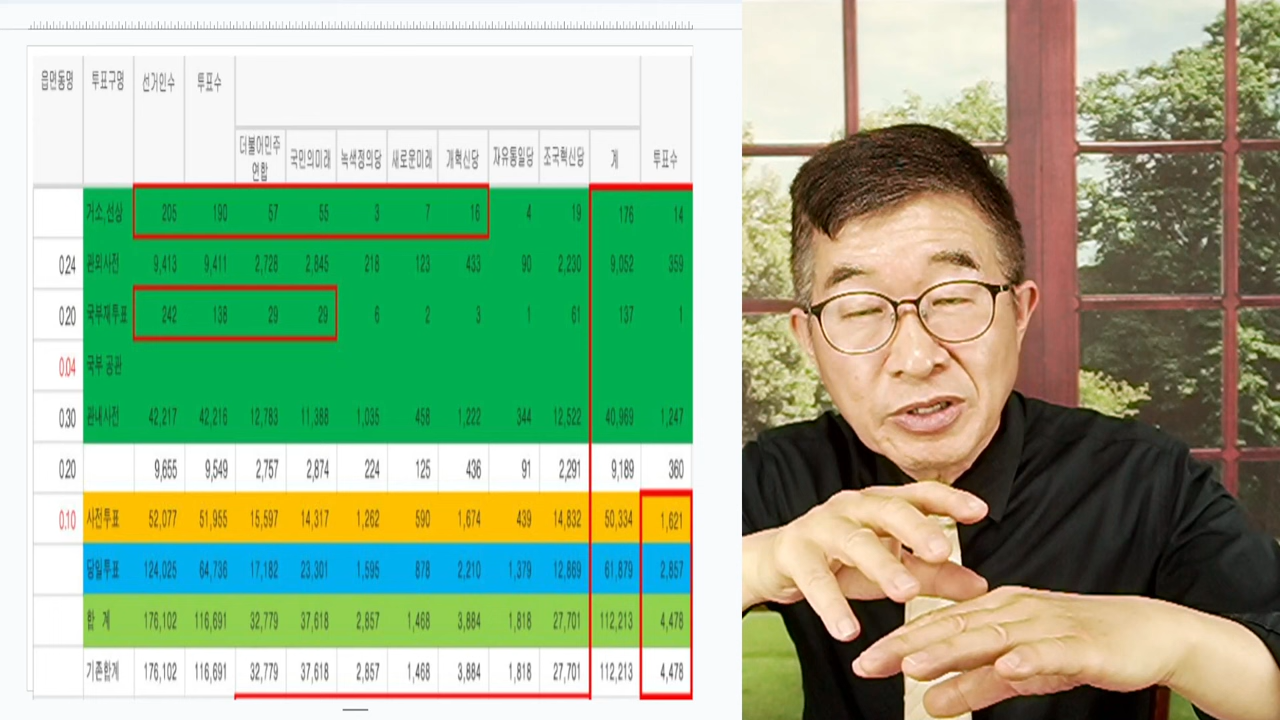 읍면동명 투표구명 선거인수 투표수
더불어민주연합 국민의미래 녹색정의당 새로운미래 개혁신당 자유통일당 조국혁신당 계 투표수
거소,선상 205 190 57 55 3 7 16 4 19 176 14
0.24 관외사전 9,413 9,411 2,728 2,845 218 123 433 90 2,230 9,052 359
0.20 국부재투표 242 138 29 29 6 2 3 1 61 137 1
0.04 국부 공관
0.30 관내사전 42,217 42,216 12,783 11,388 1,035 458 1,222 344 12,522 40,969 1,247
0.20 9,655 9,549 2,757 2,874 224 125 436 91 2,291 9,189 360
0.10 사전투표 52,077 51,955 15,597 14,317 1,262 590 1,674 439 14,832 50,334 1,621
당일투표 124,025 64,736 17,182 23,301 1,595 878 2,210 1,379 12,869 61,879 2,857
합 계 176,102 116,691 32,779 37,618 2,857 1,468 3,884 1,818 27,701 112,213 4,478
기존합계 176,102 116,691 32,779 37,618 2,857 1,468 3,884 1,818 27,701 112,213 4,478